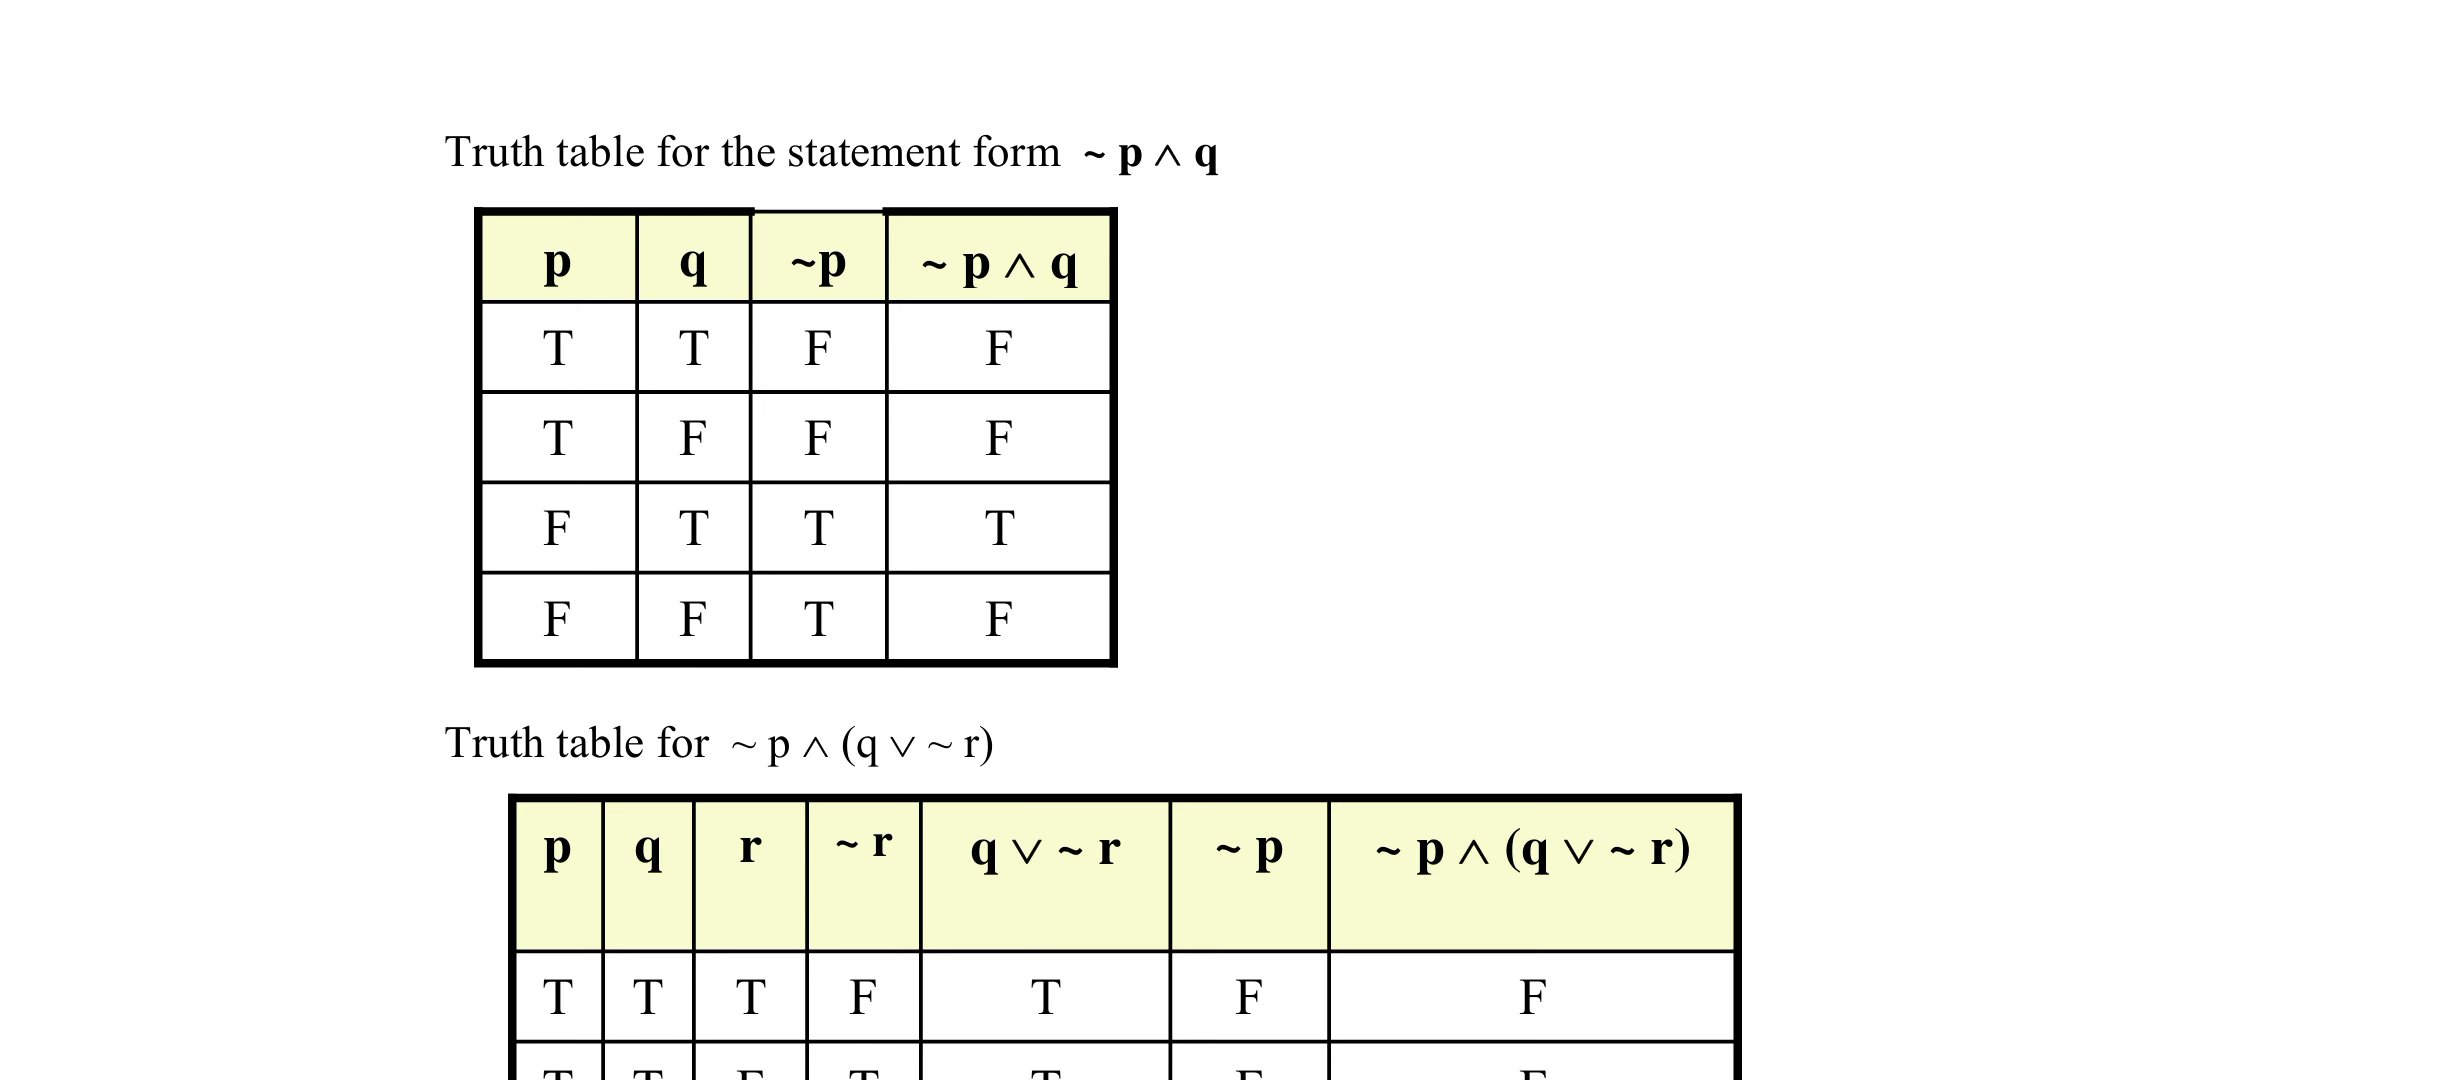 Truth table for the statement form ~ p ∧ q
p q ~p ~ p ∧ q
T T F F
T F F F
F T T T
F F T F
Truth table for ~ p ∧ (q ∨ ~ r)
p q r ~ r q ∨ ~ r ~ p ~ p ∧ (q ∨ ~ r)
T T T F T F F
T T F T T F F